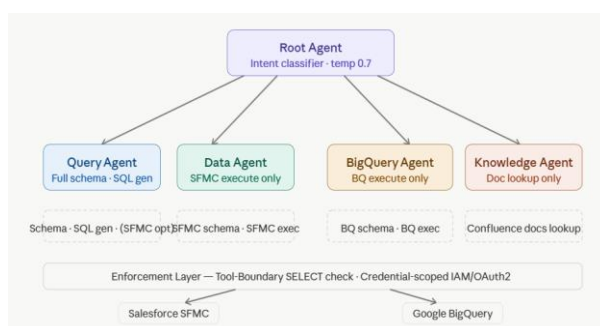 Root Agent
Intent classifier · temp 0.7
Query Agent
Full schema · SQL gen
Data Agent
SFMC execute only
BigQuery Agent
BQ execute only
Knowledge Agent
Doc lookup only
Schema · SQL gen · (SFMC opt)
SFMC schema · SFMC exec
BQ schema · BQ exec
Confluence docs lookup
Enforcement Layer — Tool-Boundary SELECT check · Credential-scoped IAM/OAuth2
Salesforce SFMC
Google BigQuery